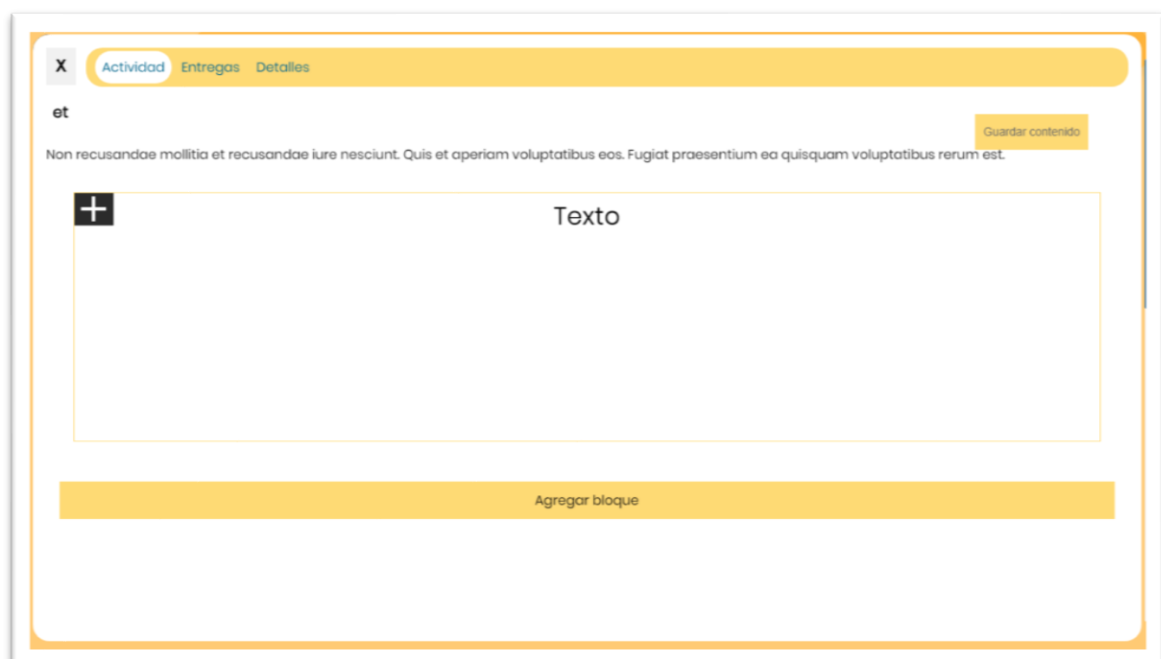 X Actividad Entregas Detalles
et
Guardar contenido
Non recusandae mollitia et recusandae iure nesciunt. Quis et aperiam voluptatibus eos. Fugiat praesentium ea quisquam voluptatibus rerum est.
Texto
Agregar bloque